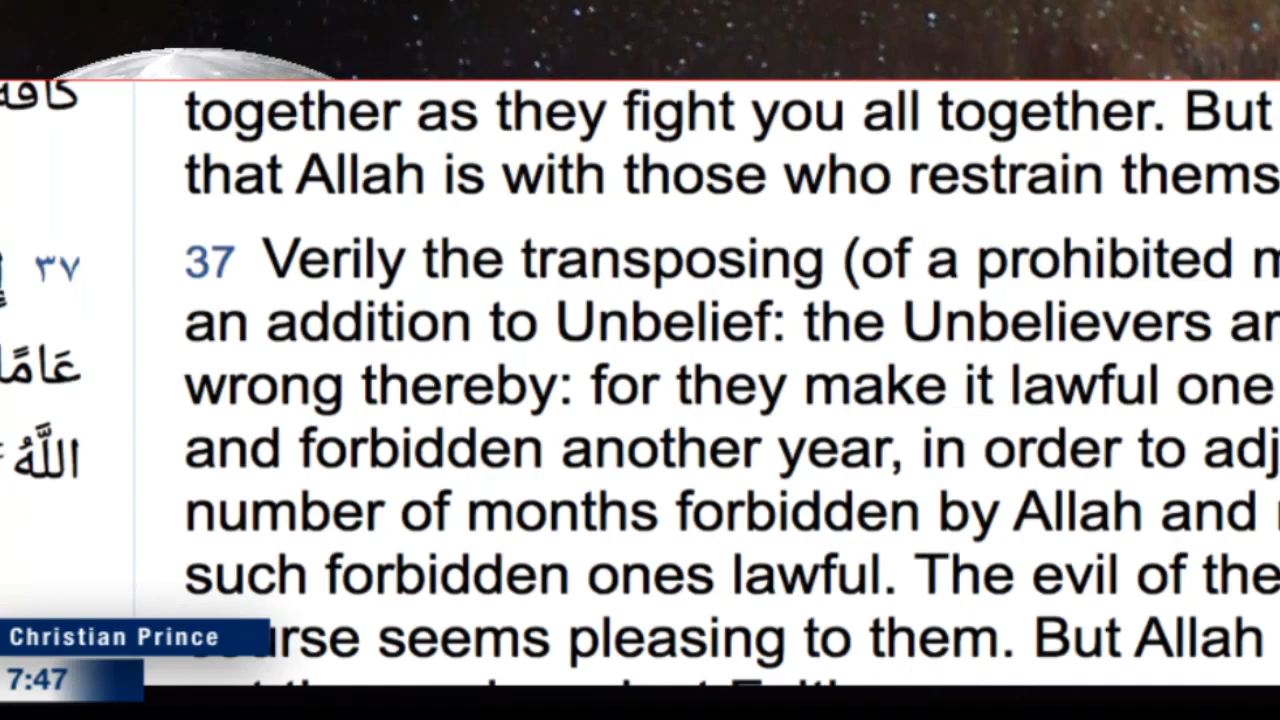 together as they fight you all together. But
that Allah is with those who restrain thems
37 Verily the transposing (of a prohibited m
an addition to Unbelief: the Unbelievers ar
wrong thereby: for they make it lawful one
and forbidden another year, in order to adj
number of months forbidden by Allah and
such forbidden ones lawful. The evil of the
urse seems pleasing to them. But Allah
كافة
٣٧
عَامًا
اللَّهُ
Christian Prince
7:47